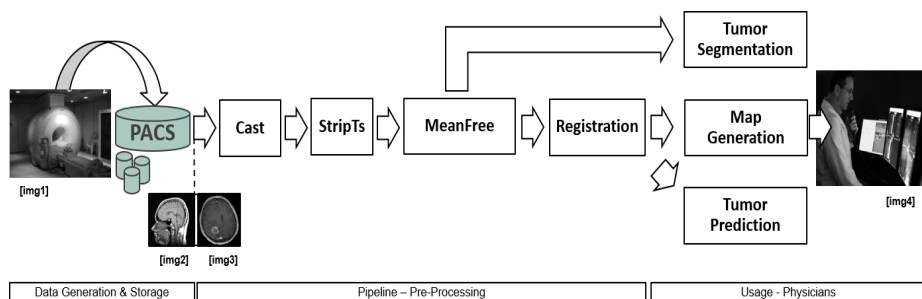 Tumor
Segmentation
PACS
Cast
StripTs
MeanFree
Registration
Map
Generation
[img1]
[img4]
Tumor
Prediction
[img2]
[img3]
Data Generation & Storage
Pipeline – Pre-Processing
Usage - Physicians